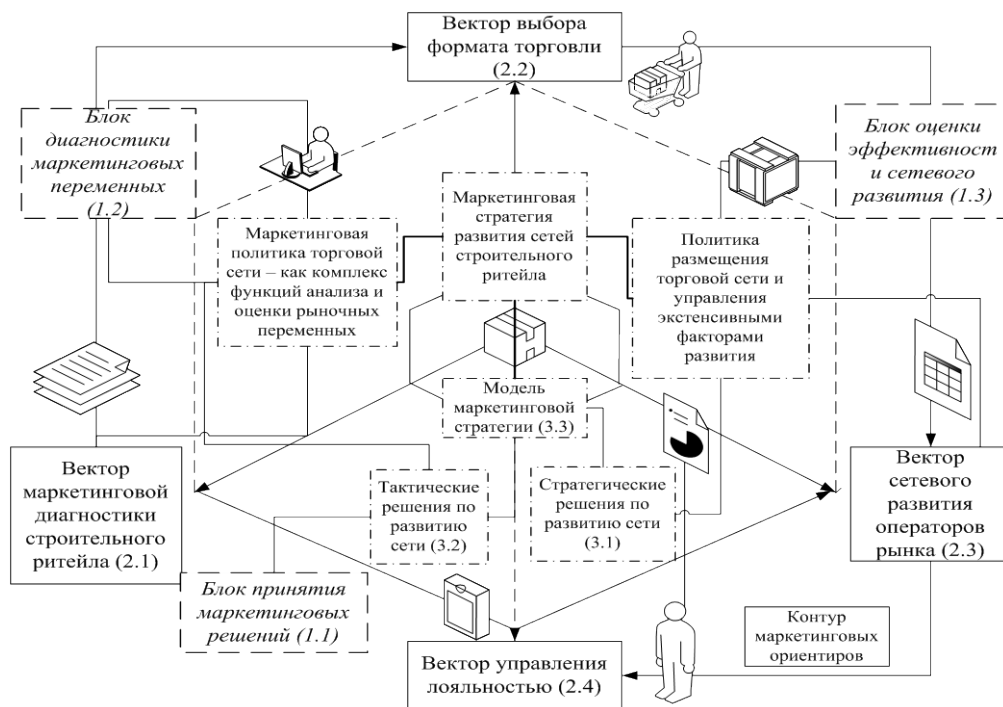 Вектор выбора
формата торговли
(2.2)
Блок
диагностики
маркетинговых
переменных
(1.2)
Блок оценки
эффективност
и сетевого
развития (1.3)
Маркетинговая
стратегия
развития сетей
строительного
ритейла
Маркетинговая
политика торговой
сети – как комплекс
функций анализа и
оценки рыночных
переменных
Политика
размещения
торговой сети и
управления
экстенсивными
факторами
развития
Модель
маркетинговой
стратегии (3.3)
Вектор
маркетинговой
диагностики
строительного
ритейла (2.1)
Тактические
решения по
развитию
сети (3.2)
Стратегические
решения по
развитию сети
(3.1)
Вектор
сетевого
развития
операторов
рынка (2.3)
Блок принятия
маркетинговых
решений (1.1)
Контур
маркетинговых
ориентиров
Вектор управления
лояльностью (2.4)